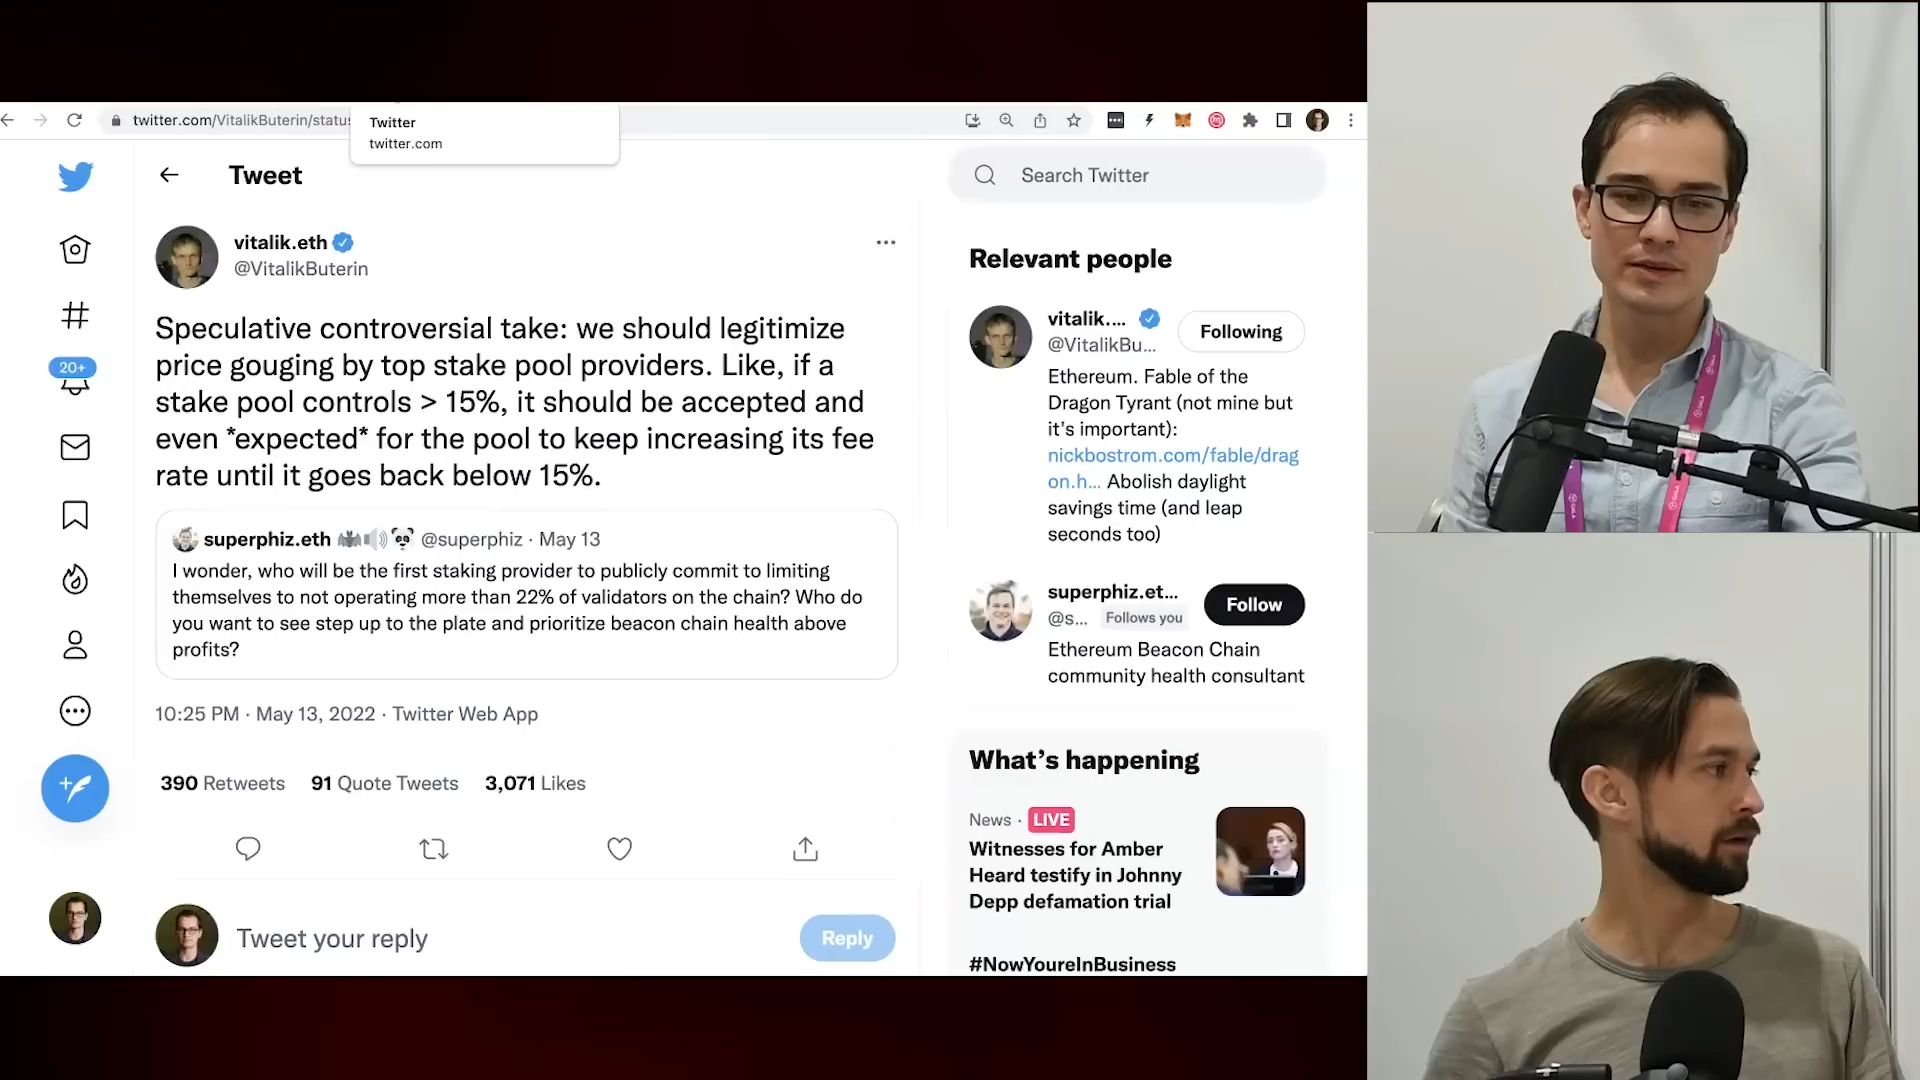 twitter.com/VitalikButerin/status
Twitter
twitter.com
Tweet
Search Twitter
vitalik.eth
@VitalikButerin
Speculative controversial take: we should legitimize
price gouging by top stake pool providers. Like, if a
stake pool controls > 15%, it should be accepted and
even *expected* for the pool to keep increasing its fee
rate until it goes back below 15%.
superphiz.eth 🦇🔊🐼 @superphiz · May 13
I wonder, who will be the first staking provider to publicly commit to limiting
themselves to not operating more than 22% of validators on the chain? Who do
you want to see step up to the plate and prioritize beacon chain health above
profits?
10:25 PM · May 13, 2022 · Twitter Web App
390 Retweets 91 Quote Tweets 3,071 Likes
Tweet your reply
Reply
20+
Relevant people
vitalik....
Following
@VitalikBu...
Ethereum. Fable of the
Dragon Tyrant (not mine but
it's important):
nickbostrom.com/fable/drag
on.h... Abolish daylight
savings time (and leap
seconds too)
superphiz.et...
Follow
@s... Follows you
Ethereum Beacon Chain
community health consultant
What's happening
News · LIVE
Witnesses for Amber
Heard testify in Johnny
Depp defamation trial
#NowYoureInBusiness